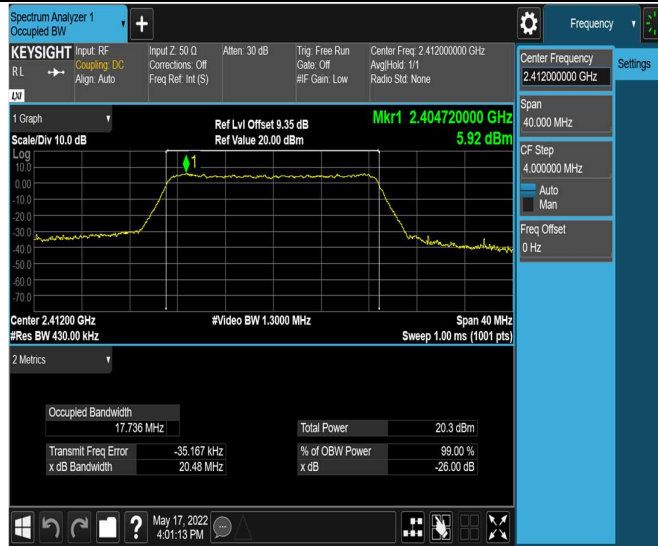 Spectrum Analyzer 1
Occupied BW
Frequency
KEYSIGHT
R L
LXI
Input: RF
Coupling: DC
Align: Auto
Input Z: 50 Ω
Corrections: Off
Freq Ref: Int (S)
Atten: 30 dB
Trig: Free Run
Gate: Off
#IF Gain: Low
Center Freq: 2.412000000 GHz
Avg|Hold: 1/1
Radio Std: None
Center Frequency
2.412000000 GHz
Settings
Span
40.000 MHz
CF Step
4.000000 MHz
Auto
Man
Freq Offset
0 Hz
1 Graph
Scale/Div 10.0 dB
Ref Lvl Offset 9.35 dB
Ref Value 20.00 dBm
Mkr1 2.404720000 GHz
5.92 dBm
Log
10.0
0.00
-10.0
-20.0
-30.0
-40.0
-50.0
-60.0
-70.0
1
Center 2.41200 GHz
#Res BW 430.00 kHz
#Video BW 1.3000 MHz
Span 40 MHz
Sweep 1.00 ms (1001 pts)
2 Metrics
Occupied Bandwidth
17.736 MHz
Total Power 20.3 dBm
Transmit Freq Error -35.167 kHz
% of OBW Power 99.00 %
x dB Bandwidth 20.48 MHz
x dB -26.00 dB
?
May 17, 2022
4:01:13 PM